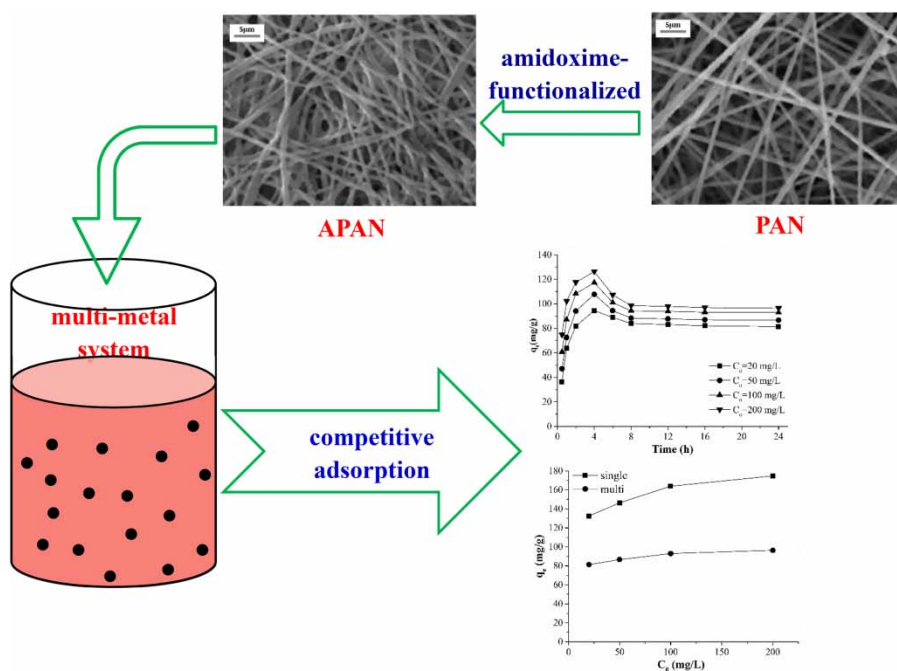 5μm
5μm
amidoxime-
functionalized
APAN
PAN
multi-metal
system
competitive
adsorption
140
120
100
80
60
40
20
0
qt(mg/g)
C0=20 mg/L
C0=50 mg/L
C0=100 mg/L
C0=200 mg/L
0 4 8 12 16 20 24
Time (h)
180
160
140
120
100
80
60
40
20
0
qe (mg/g)
single
multi
0 50 100 150 200